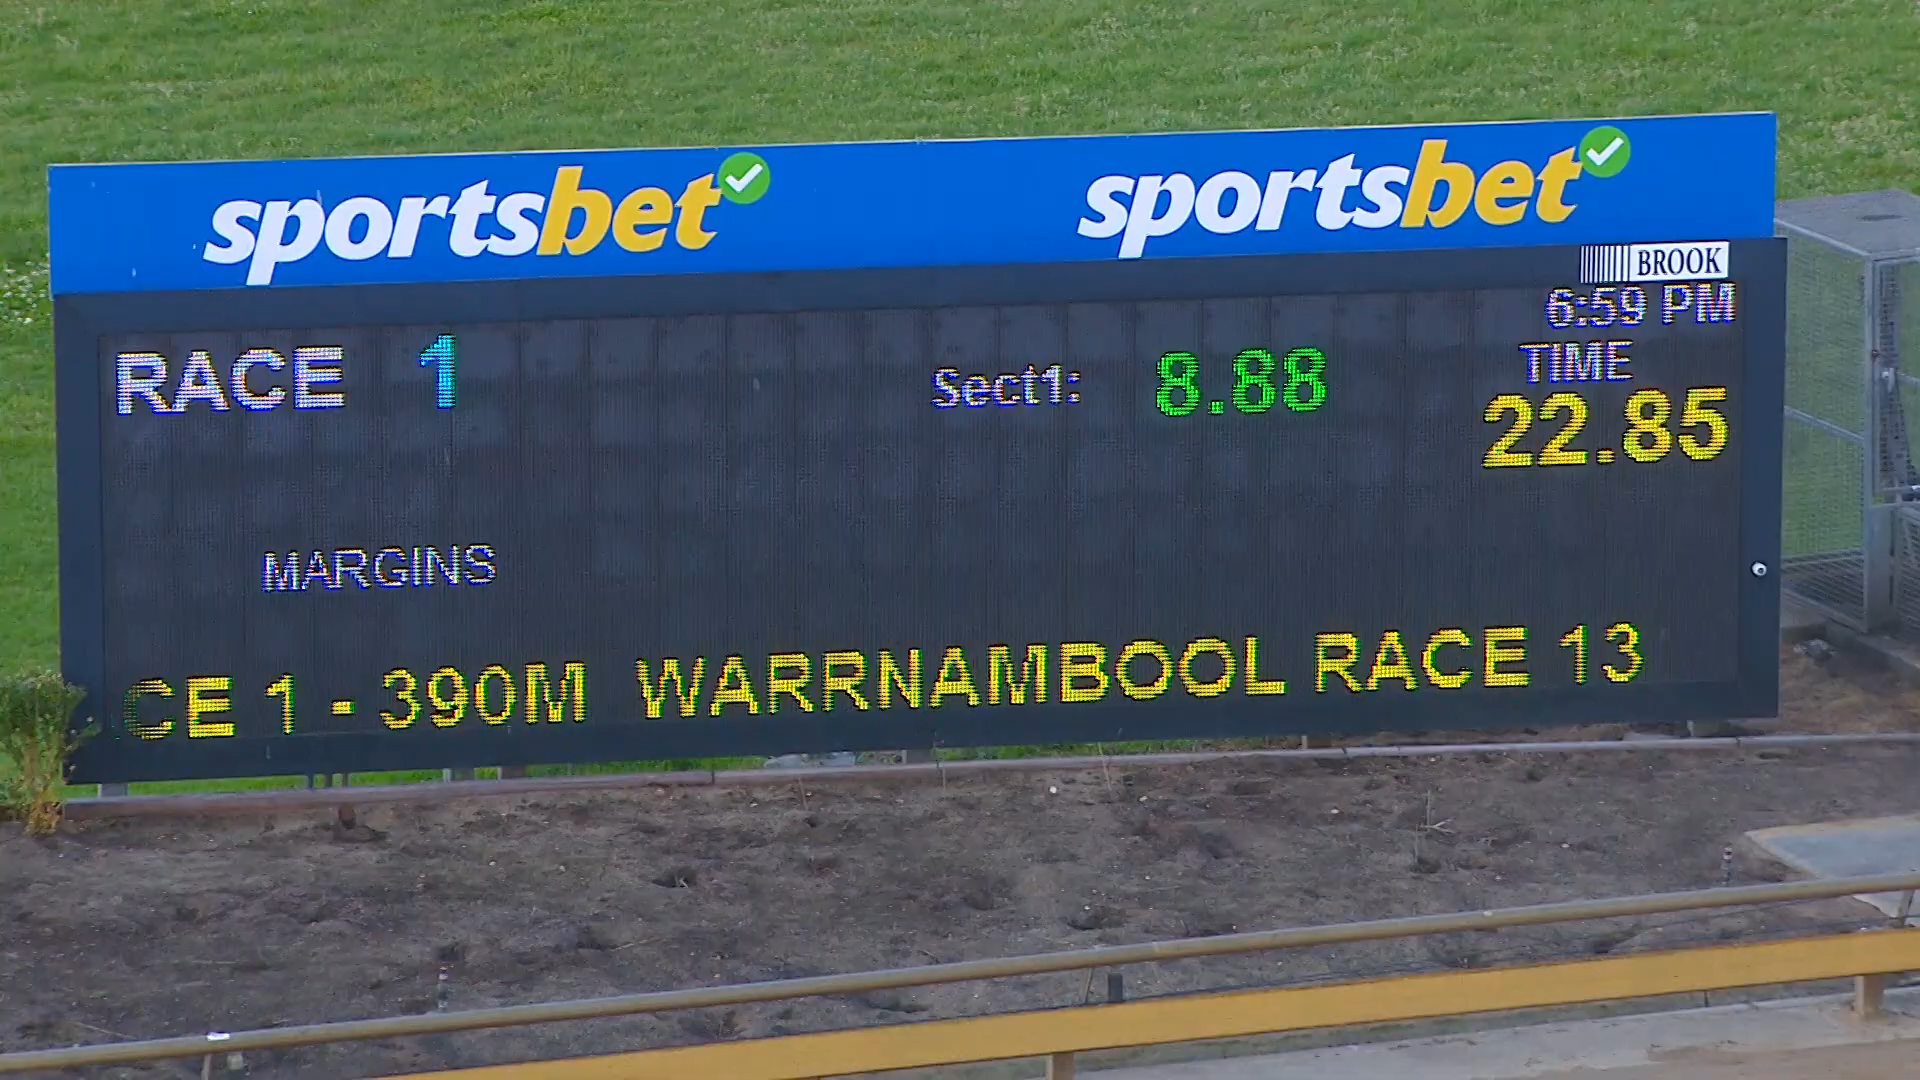 sportsbet sportsbet
BROOK
6:59 PM
RACE 1 Sect1: 8.88 TIME
22.85
MARGINS
CE 1 - 390M WARRNAMBOOL RACE 13